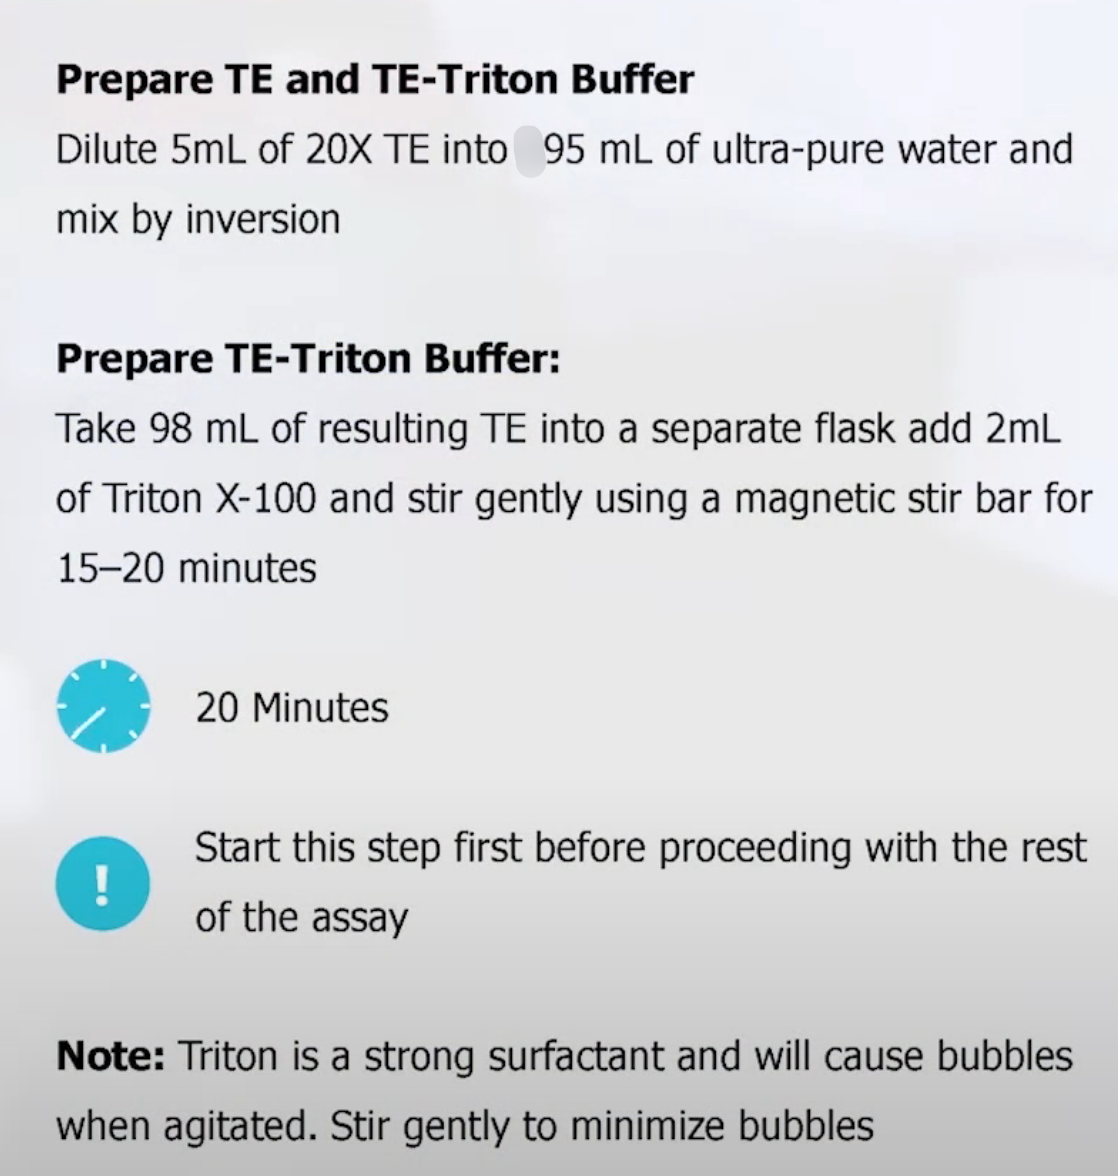 Prepare TE and TE-Triton Buffer
Dilute 5mL of 20X TE into 95 mL of ultra-pure water and
mix by inversion
Prepare TE-Triton Buffer:
Take 98 mL of resulting TE into a separate flask add 2mL
of Triton X-100 and stir gently using a magnetic stir bar for
15–20 minutes
20 Minutes
!
Start this step first before proceeding with the rest
of the assay
Note: Triton is a strong surfactant and will cause bubbles
when agitated. Stir gently to minimize bubbles